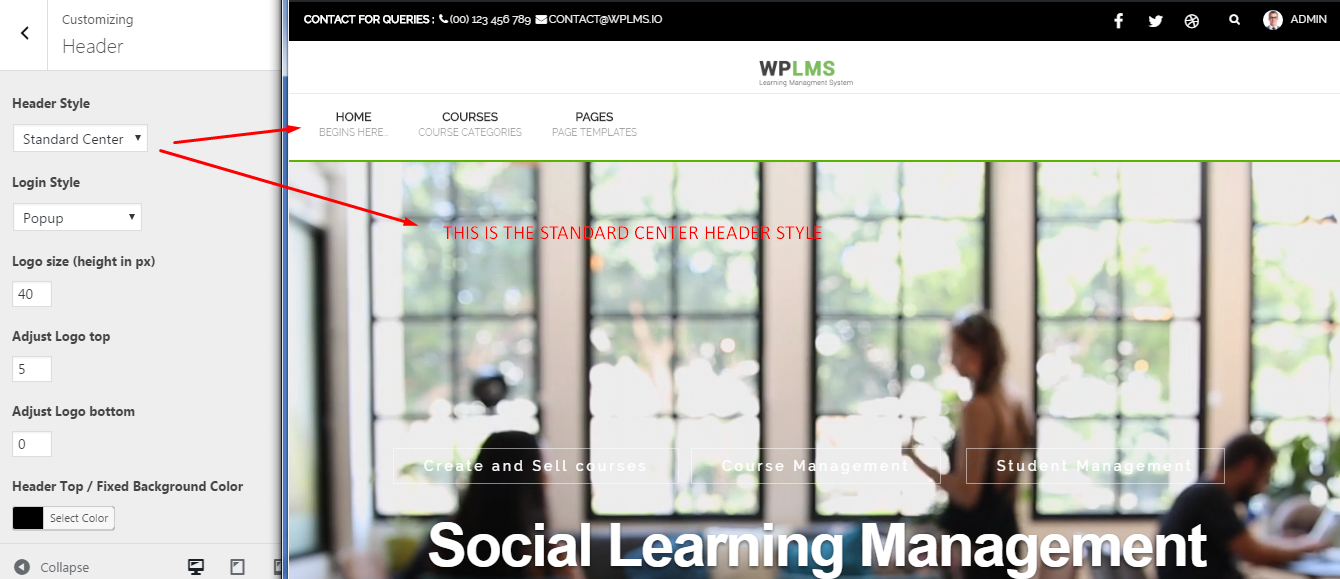 Customizing
Header
Header Style
Standard Center
Login Style
Popup
Logo size (height in px)
40
Adjust Logo top
5
Adjust Logo bottom
0
Header Top / Fixed Background Color
Select Color
Collapse
CONTACT FOR QUERIES : (00) 123 456 789 CONTACT@WPLMS.IO
ADMIN
WPLMS
Learning Managment System
HOME COURSES PAGES
BEGINS HERE... COURSE CATEGORIES PAGE TEMPLATES
THIS IS THE STANDARD CENTER HEADER STYLE
Create and Sell courses Course Management Student Management
Social Learning Management